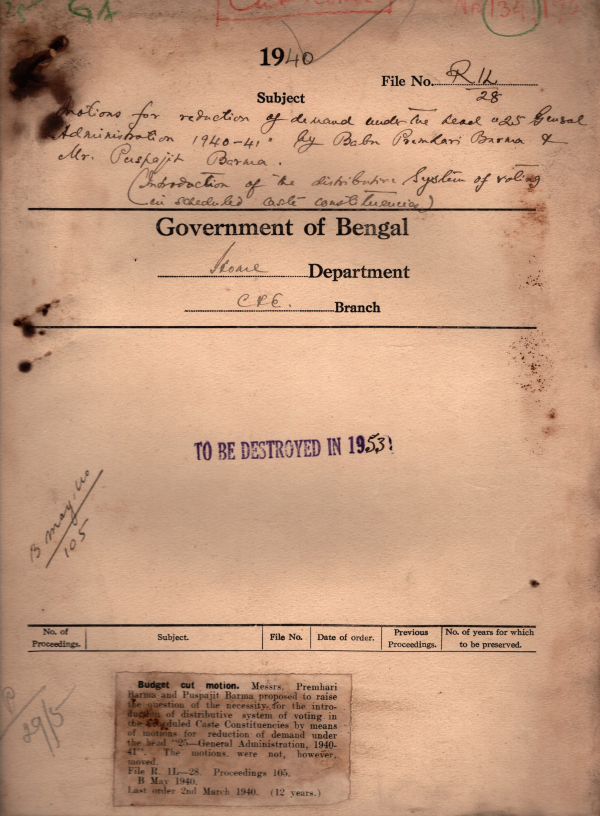 GA
134
1940
File No. R 1L
28
Subject
Motions for reduction of demand under the head "25 General
Administration 1940-41" by Babu Premhari Burma &
Mr. Puspajit Barma.
(Introduction of the distributive System of voting
in scheduled caste constituencies)
Government of Bengal
Home Department
Branch
TO BE DESTROYED IN 1953
B May 40
105
No. of Proceedings. Subject. File No. Date of order. Previous Proceedings. No. of years for which to be preserved.
P
29/5
Budget cut motion. Messrs. Premhari
Barma and Puspajit Barma proposed to raise
the question of the necessity for the intro-
duction of distributive system of voting in
the Scheduled Caste Constituencies by means
of motions for reduction of demand under
the head "25—General Administration, 1940-
41". The motions were not, however,
moved.
File R. 1L—28. Proceedings 105.
B May 1940.
Last order 2nd March 1940. (12 years.)